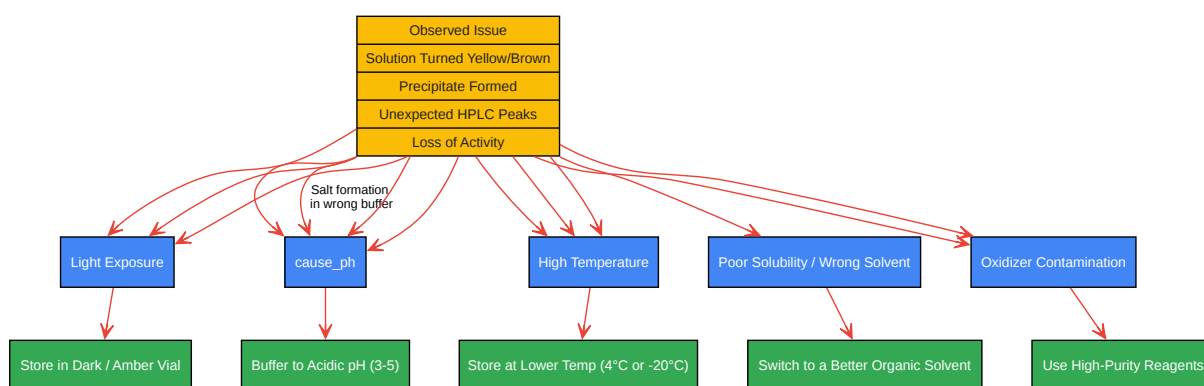 Observed Issue
Solution Turned Yellow/Brown
Precipitate Formed
Unexpected HPLC Peaks
Loss of Activity
Salt formation
in wrong buffer
Light Exposure
cause_ph
High Temperature
Poor Solubility / Wrong Solvent
Oxidizer Contamination
Store in Dark / Amber Vial
Buffer to Acidic pH (3-5)
Store at Lower Temp (4°C or -20°C)
Switch to a Better Organic Solvent
Use High-Purity Reagents